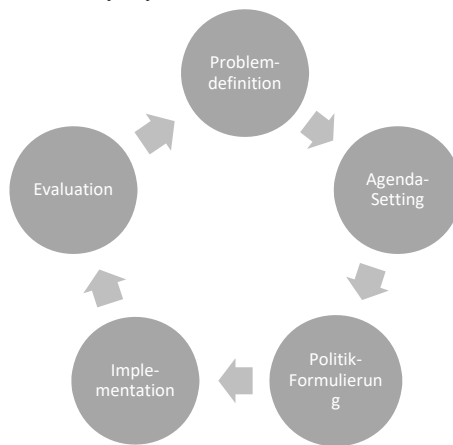 Problem-
definition
Agenda-
Setting
Politik-
Formulierun
g
Imple-
mentation
Evaluation